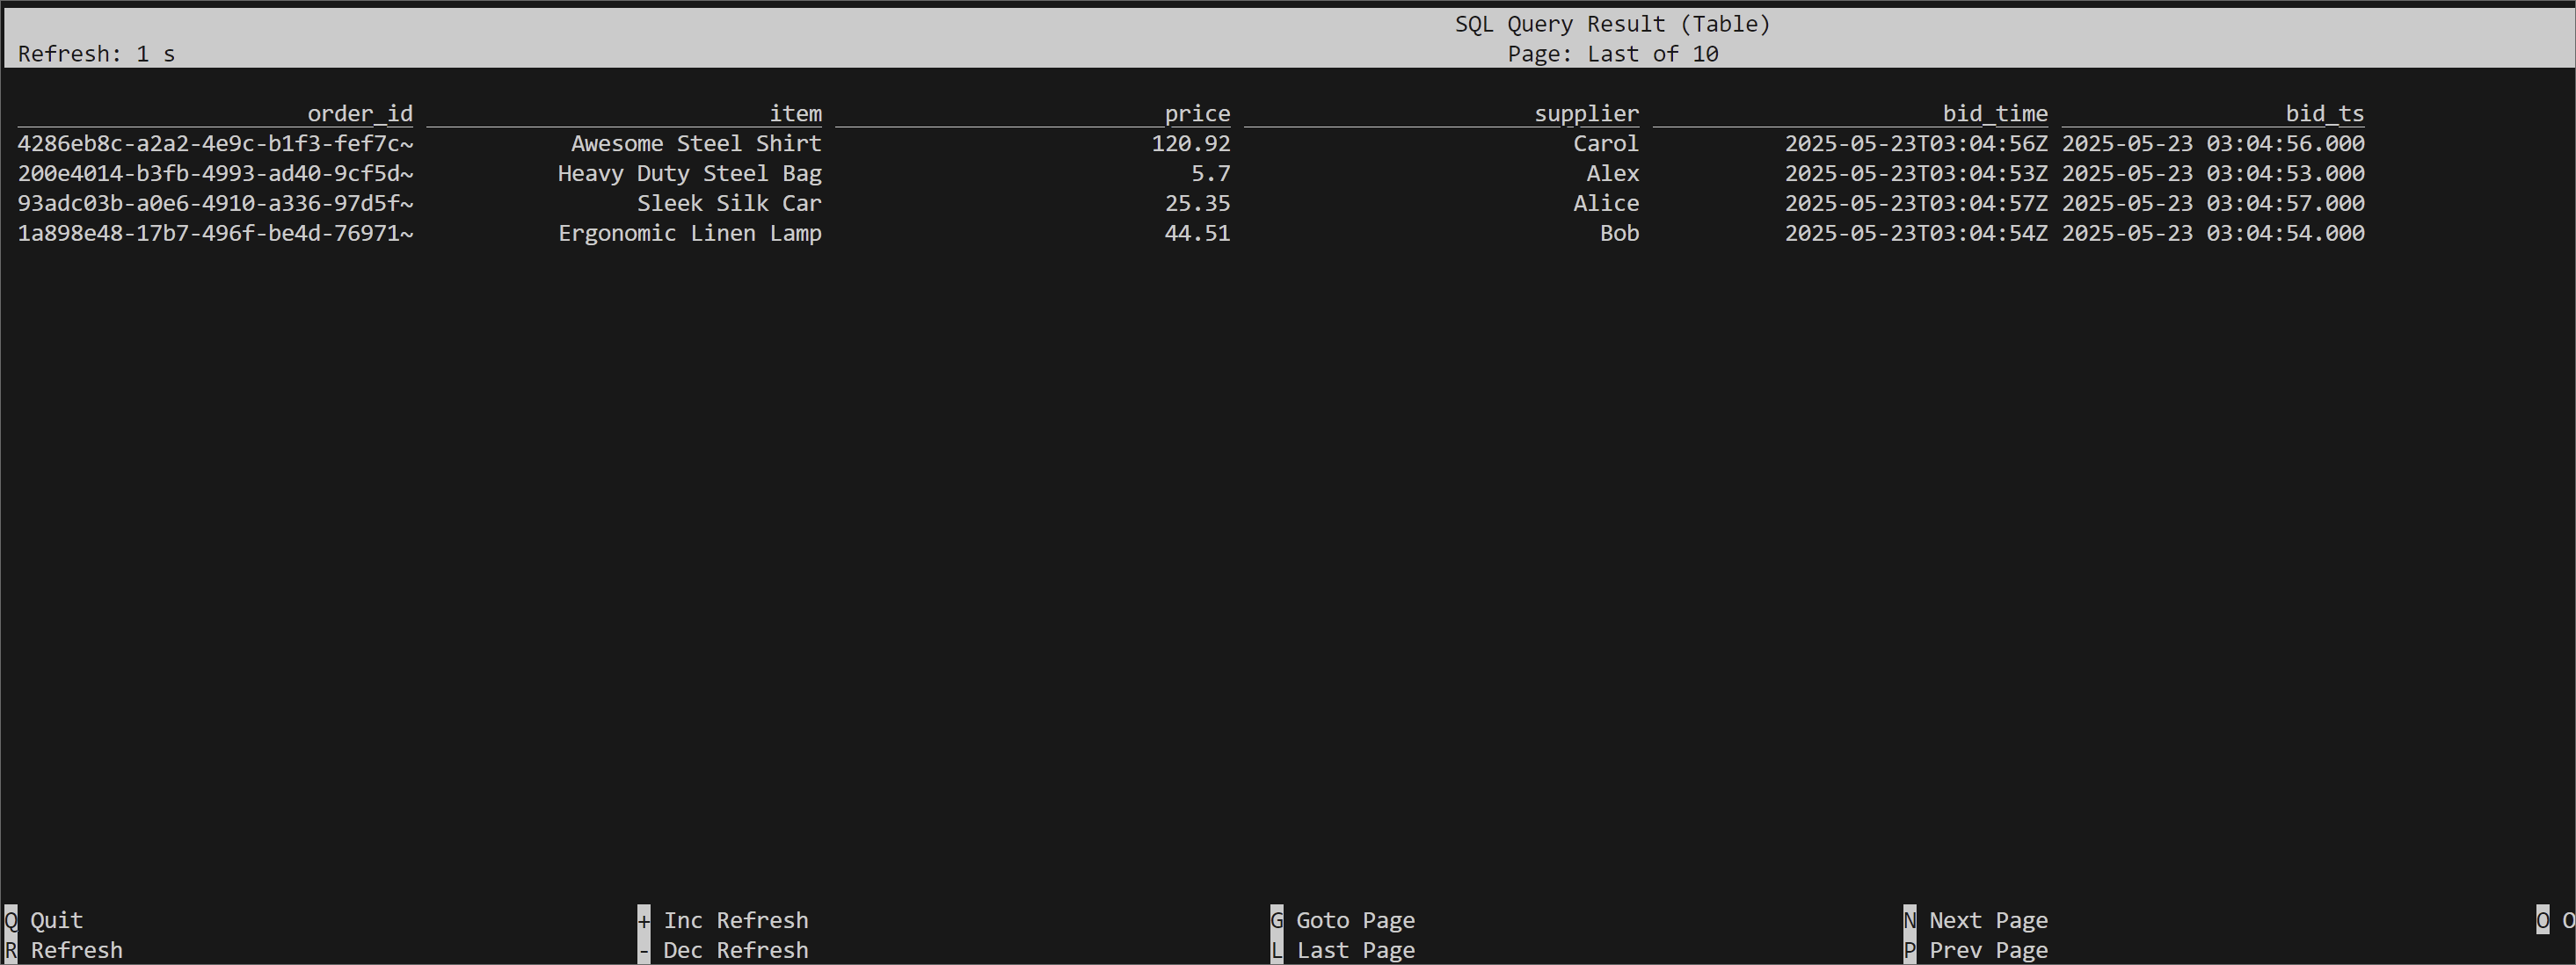 SQL Query Result (Table)
Refresh: 1 s Page: Last of 10
order_id item price supplier bid_time bid_ts
4286eb8c-a2a2-4e9c-b1f3-fef7c~ Awesome Steel Shirt 120.92 Carol 2025-05-23T03:04:56Z 2025-05-23 03:04:56.000
200e4014-b3fb-4993-ad40-9cf5d~ Heavy Duty Steel Bag 5.7 Alex 2025-05-23T03:04:53Z 2025-05-23 03:04:53.000
93adc03b-a0e6-4910-a336-97d5f~ Sleek Silk Car 25.35 Alice 2025-05-23T03:04:57Z 2025-05-23 03:04:57.000
1a898e48-17b7-496f-be4d-76971~ Ergonomic Linen Lamp 44.51 Bob 2025-05-23T03:04:54Z 2025-05-23 03:04:54.000
Q Quit + Inc Refresh G Goto Page N Next Page O O
R Refresh - Dec Refresh L Last Page P Prev Page